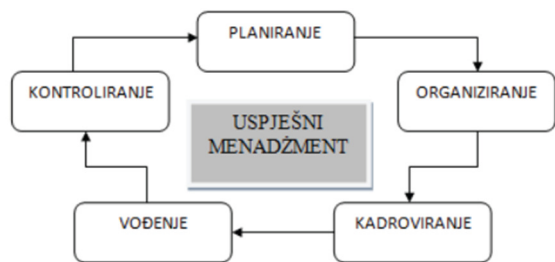 PLANIRANJE
KONTROLIRANJE
ORGANIZIRANJE
USPJEŠNI
MENADŽMENT
VOĐENJE
KADROVIRANJE